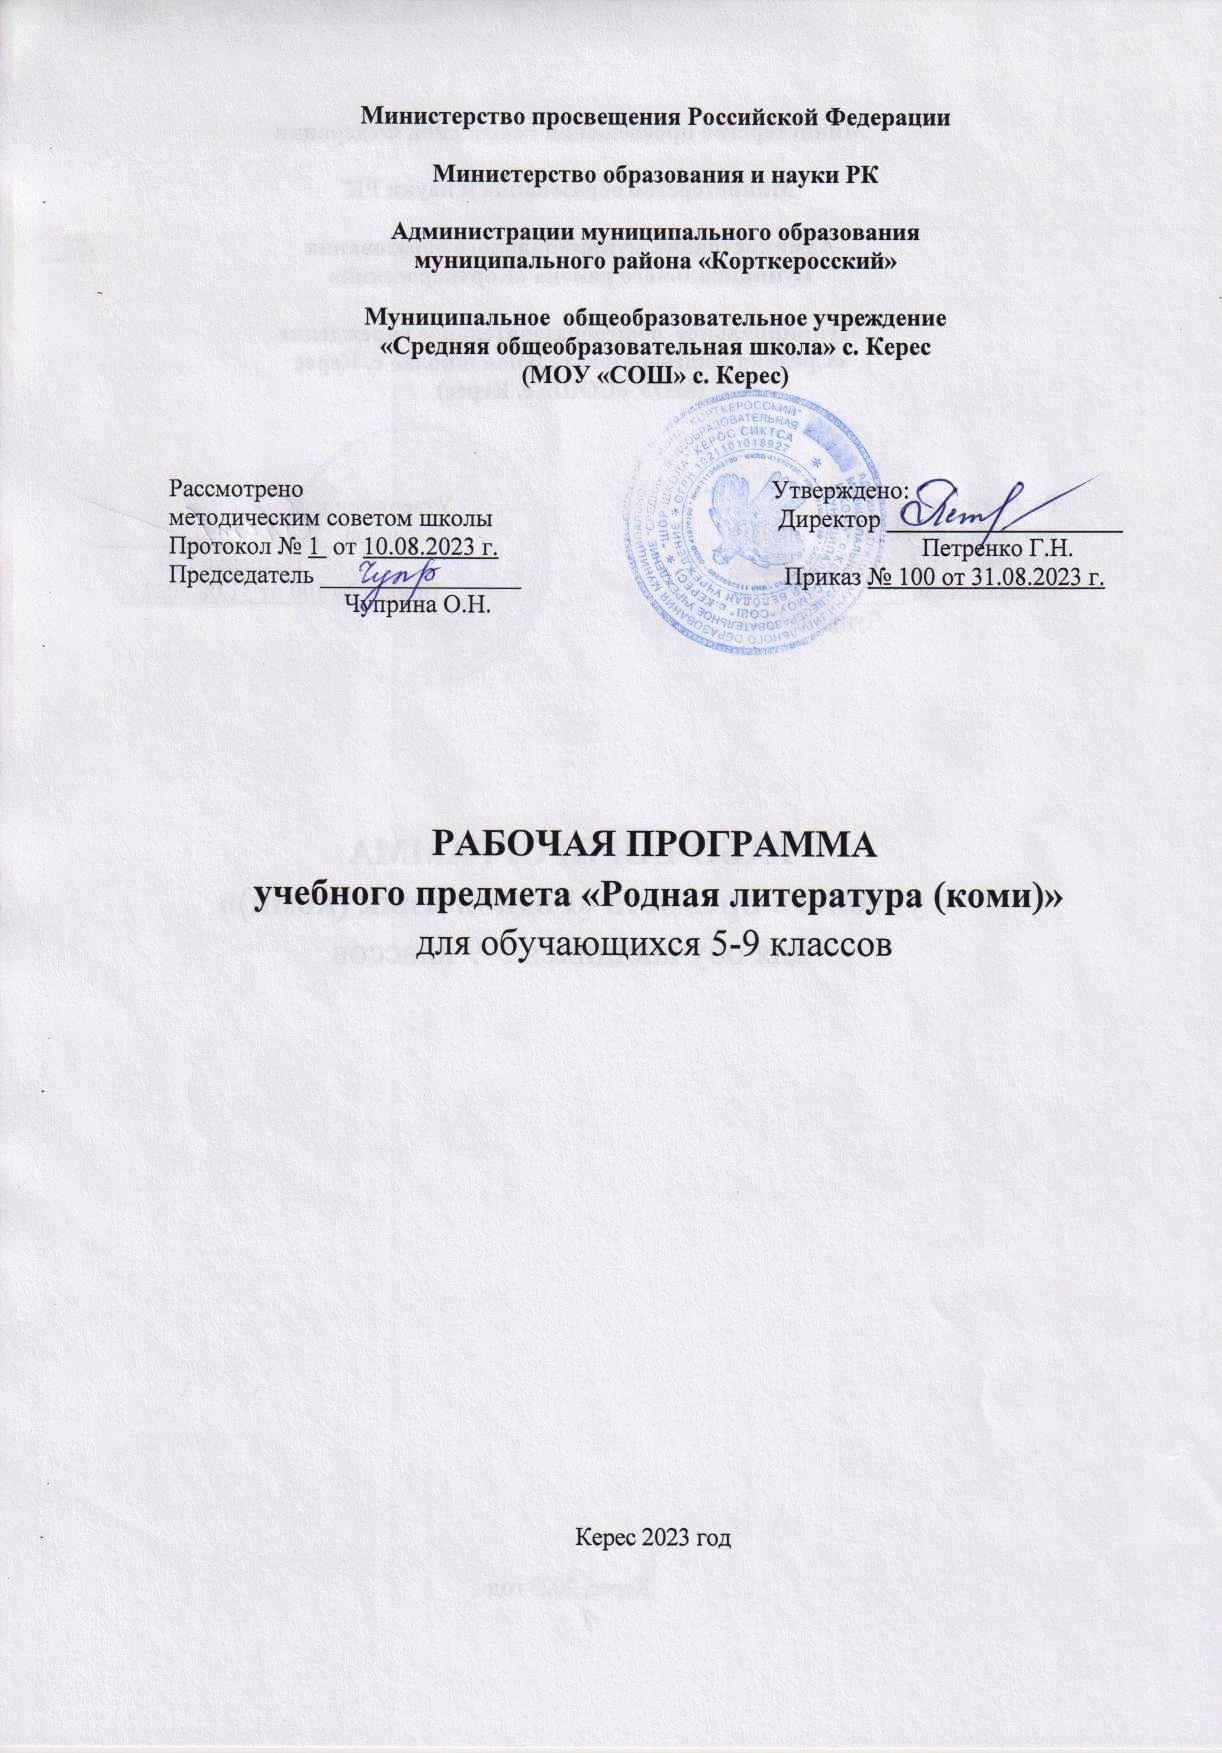 Министерство просвещения Российской Федерации
Министерство образования и науки РК
Администрации муниципального образования
муниципального района «Корткеросский»
Муниципальное общеобразовательное учреждение
«Средняя общеобразовательная школа» с. Керес
(МОУ «СОШ» с. Керес)
Рассмотрено
методическим советом школы
Протокол № 1 от 10.08.2023 г.
Председатель
Чуприна О.Н.
Утверждено:
Директор
Петренко Г.Н.
Приказ № 100 от 31.08.2023 г.
ОГРН 1021101018927
РАБОЧАЯ ПРОГРАММА
учебного предмета «Родная литература (коми)»
для обучающихся 5-9 классов
Керес 2023 год